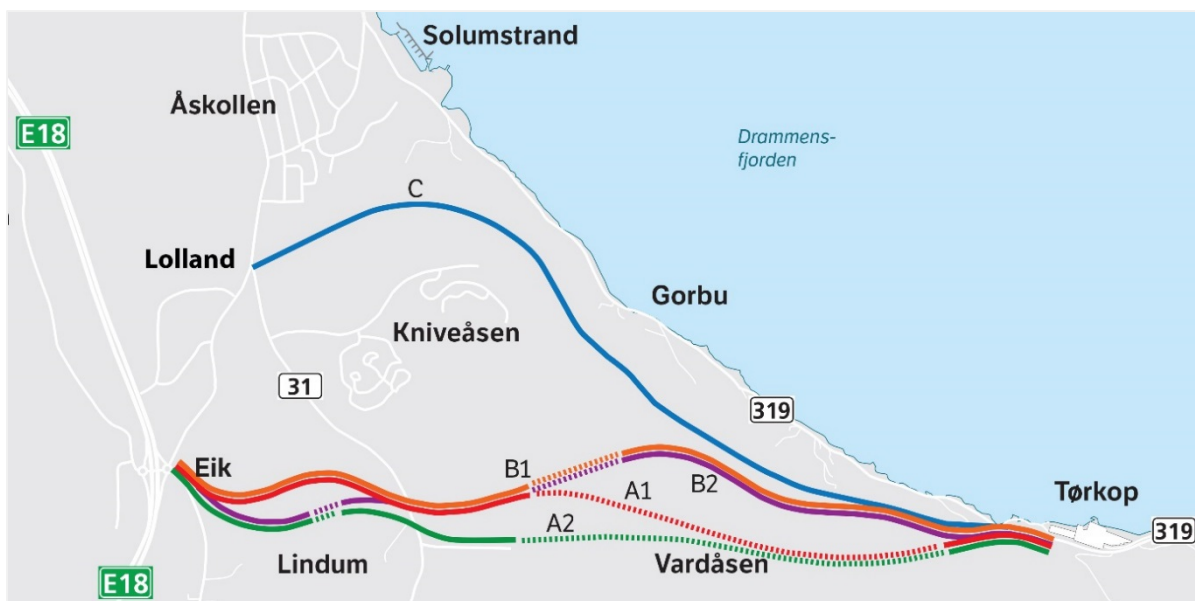 Solumstrand
Åskollen
E18
Drammens-
fjorden
C
Lolland
Gorbu
Kniveåsen
31
319
Eik
B1
B2
A1
A2
Tørkop
319
Lindum
Vardåsen
E18